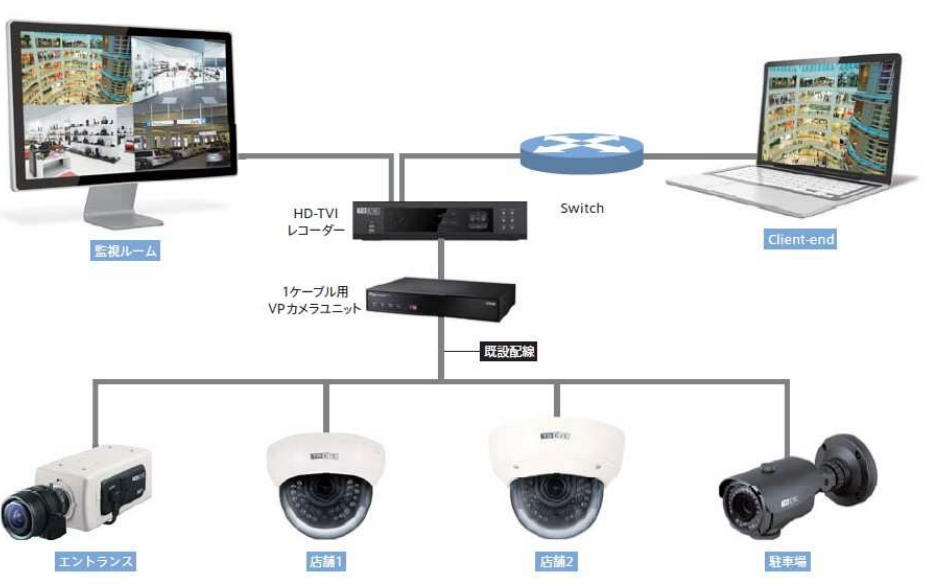 HD-TVI
レコーダー
Switch
監視ルーム
Client-end
1ケーブル用
VPカメラユニット
既設配線
エントランス
店舗1
店舗2
駐車場